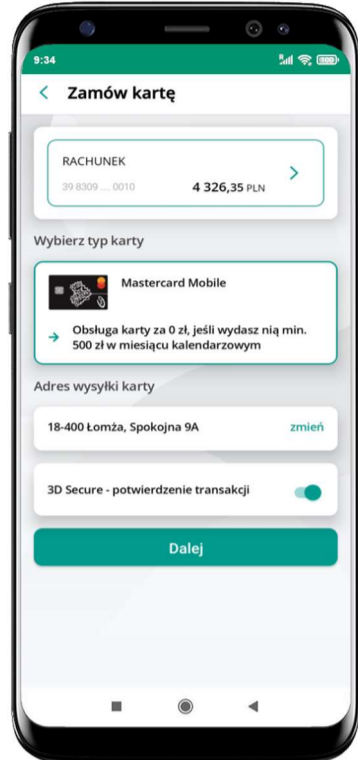 9:34
Zamów kartę
RACHUNEK
39 8309 .... 0010 4 326,35 PLN
Wybierz typ karty
Mastercard Mobile
Obsługa karty za 0 zł, jeśli wydasz nią min.
500 zł w miesiącu kalendarzowym
Adres wysyłki karty
18-400 Łomża, Spokojna 9A zmień
3D Secure - potwierdzenie transakcji
Dalej